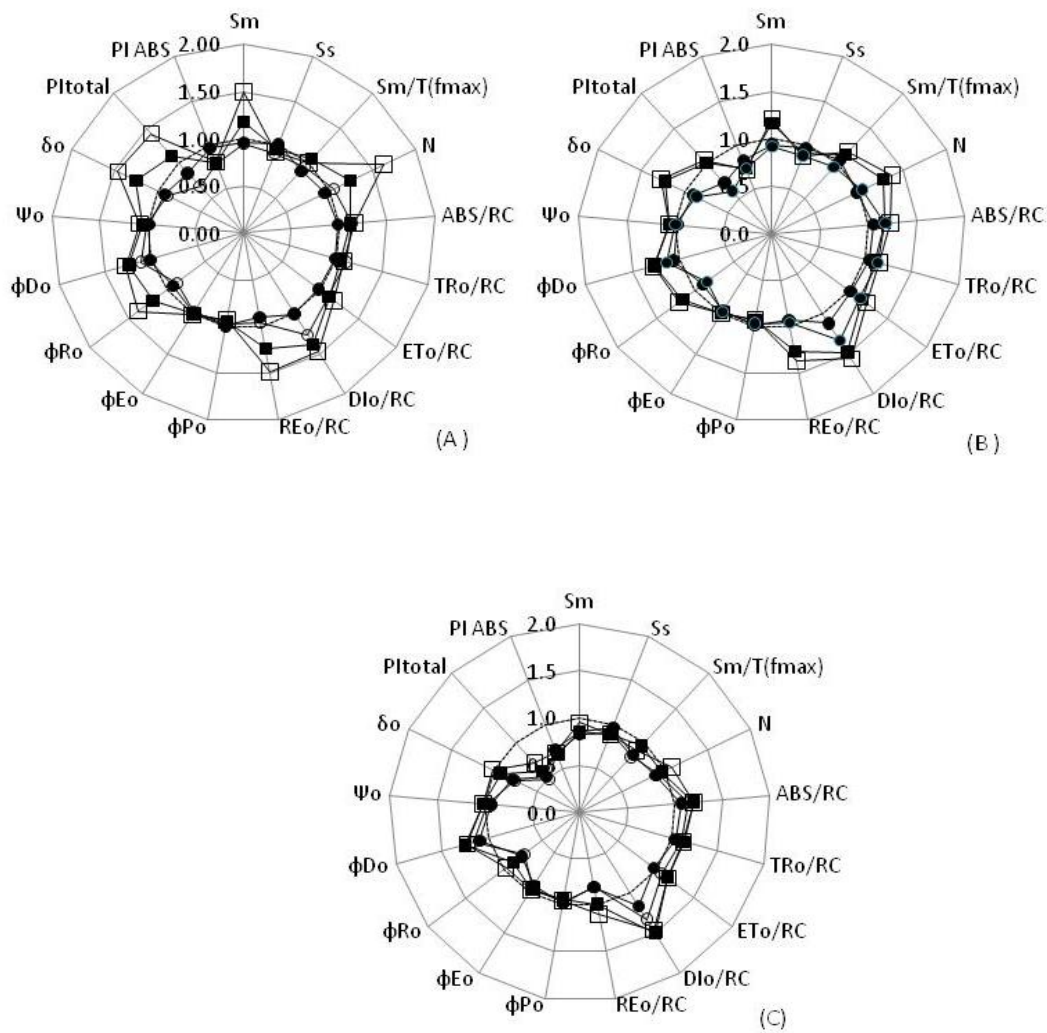 Sm
2.00
1.50
1.00
0.50
0.00
Ss
Sm/T(fmax)
N
ABS/RC
TRo/RC
ETo/RC
DIo/RC
REo/RC
ϕPo
ϕEo
ϕRo
ϕDo
Ψo
δo
PItotal
PI ABS
(A)
Sm
2.0
1.5
1.0
0.5
0.0
Ss
Sm/T(fmax)
N
ABS/RC
TRo/RC
ETo/RC
DIo/RC
REo/RC
ϕPo
ϕEo
ϕRo
ϕDo
Ψo
δo
PItotal
PI ABS
(B)
Sm
2.0
1.5
1.0
0.0
Ss
Sm/T(fmax)
N
ABS/RC
TRo/RC
ETo/RC
DIo/RC
REo/RC
ϕPo
ϕEo
ϕRo
ϕDo
Ψo
δo
PItotal
PI ABS
(C)